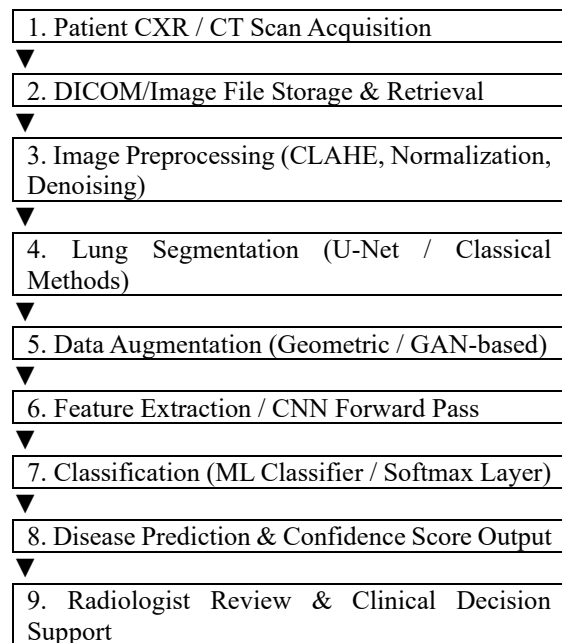 1. Patient CXR / CT Scan Acquisition
▼
2. DICOM/Image File Storage & Retrieval
▼
3. Image Preprocessing (CLAHE, Normalization,
Denoising)
▼
4. Lung Segmentation (U-Net / Classical
Methods)
▼
5. Data Augmentation (Geometric / GAN-based)
▼
6. Feature Extraction / CNN Forward Pass
▼
7. Classification (ML Classifier / Softmax Layer)
▼
8. Disease Prediction & Confidence Score Output
▼
9. Radiologist Review & Clinical Decision
Support